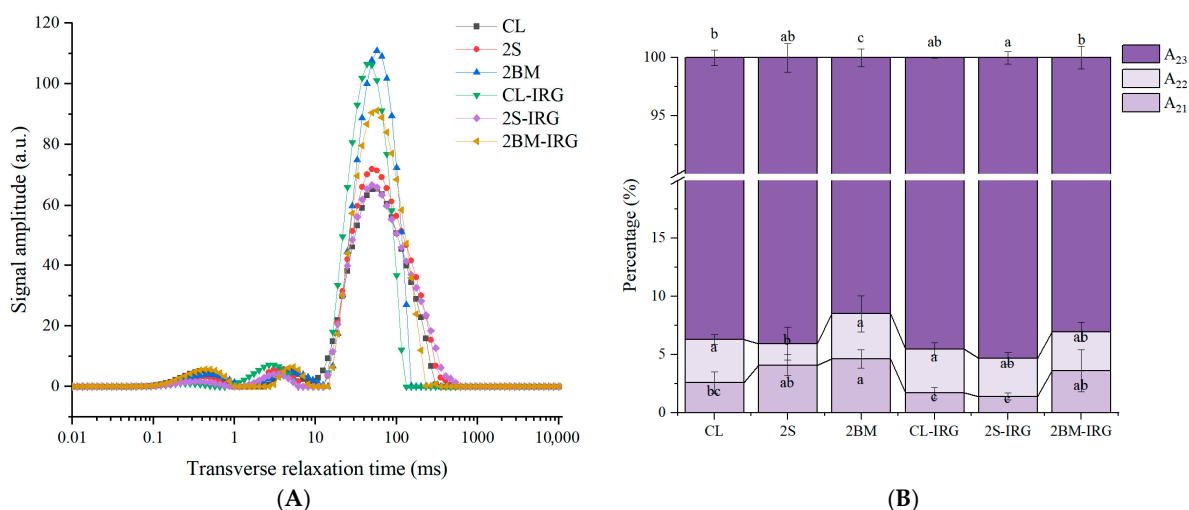 120
100
80
60
40
20
0
Signal amplitude (a.u.)
0.01 0.1 1 10 100 1000 10,000
Transverse relaxation time (ms)
CL
2S
2BM
CL-IRG
2S-IRG
2BM-IRG
(A)
b ab c ab a b
100
95
15
10
5
0
Percentage (%)
a b a a ab ab
bc ab a c c ab
CL 2S 2BM CL-IRG 2S-IRG 2BM-IRG
A23
A22
A21
(B)